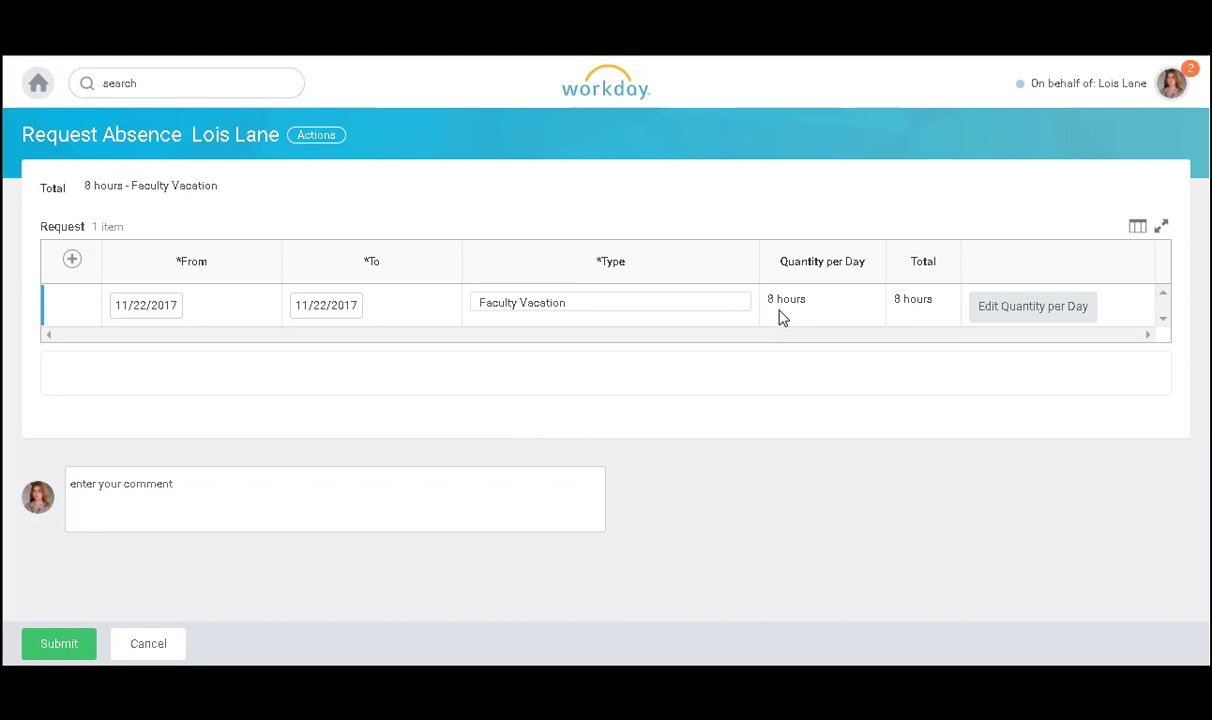 search
workday.
On behalf of: Lois Lane
2
Request Absence Lois Lane Actions
Total 8 hours - Faculty Vacation
Request 1 item
*From *To *Type Quantity per Day Total
11/22/2017 11/22/2017 Faculty Vacation 8 hours 8 hours Edit Quantity per Day
enter your comment
Submit Cancel